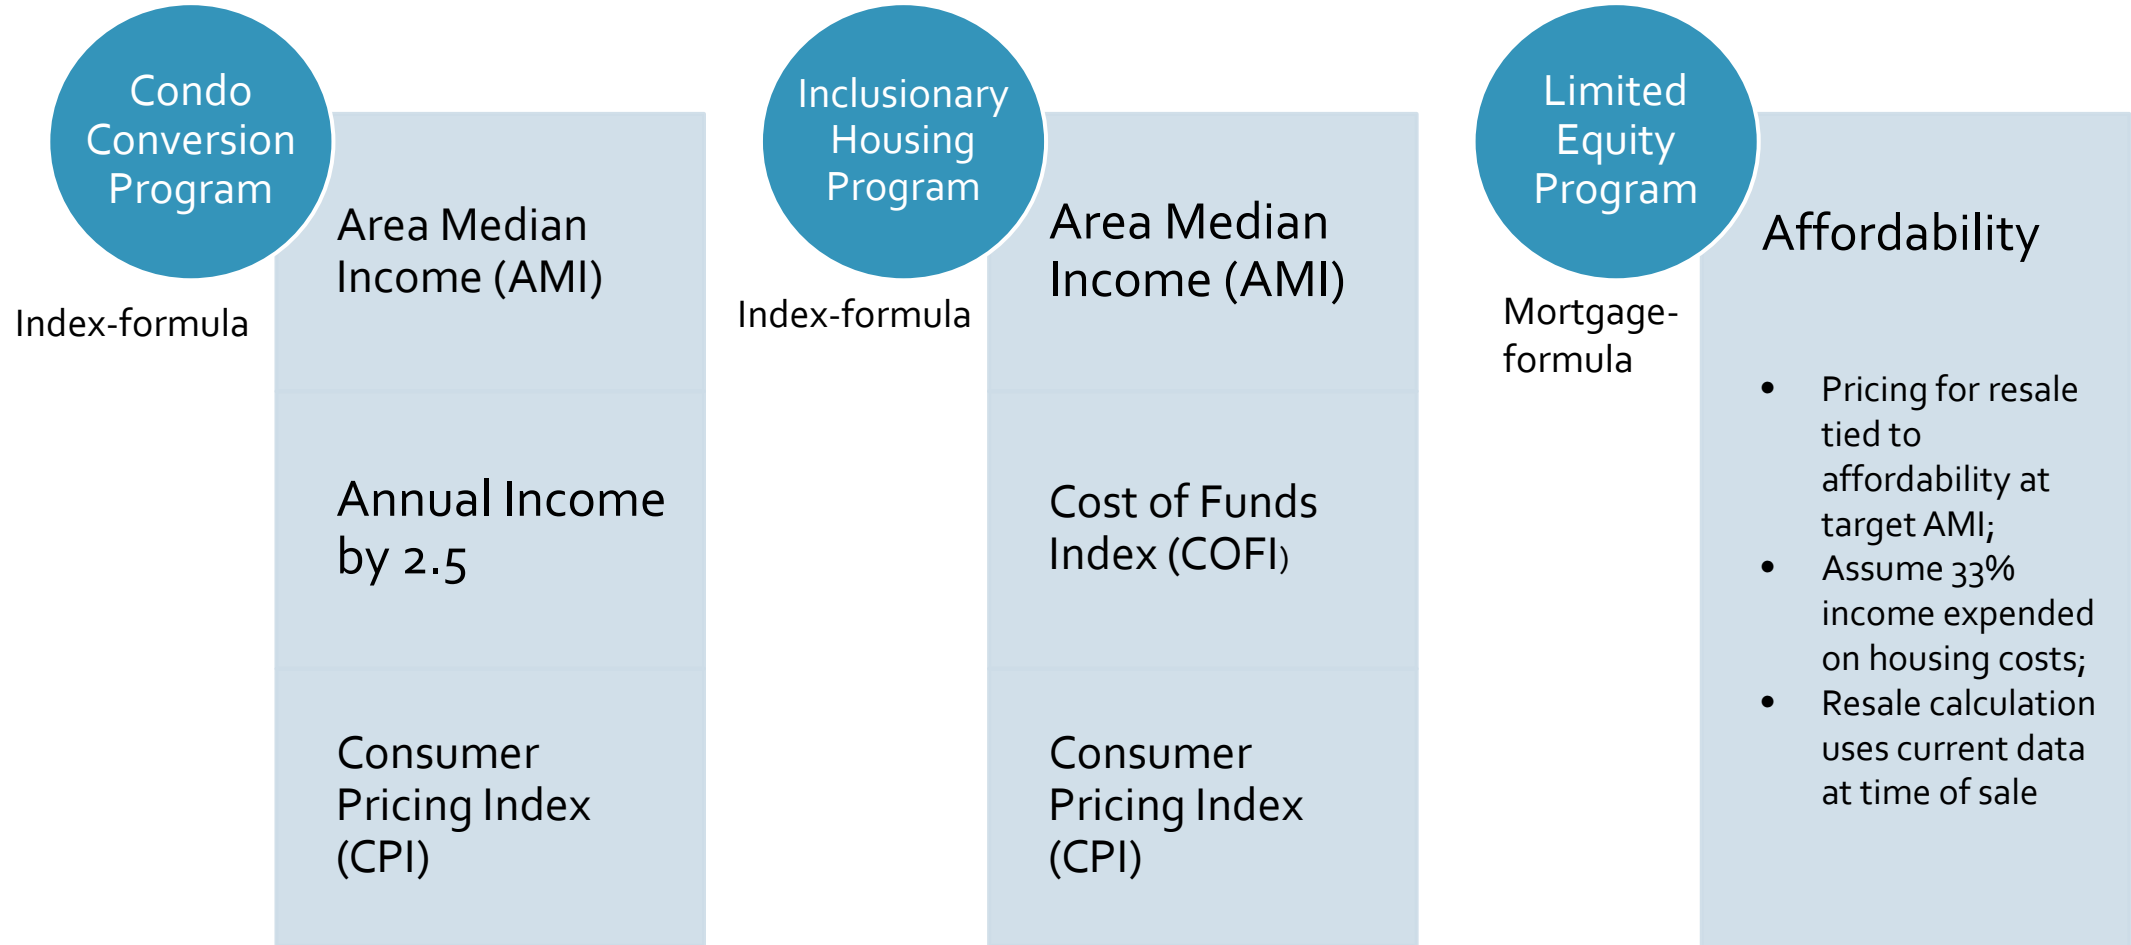 Condo
Conversion
Program
Index-formula
Area Median
Income (AMI)
Annual Income
by 2.5
Consumer
Pricing Index
(CPI)
Inclusionary
Housing
Program
Index-formula
Area Median
Income (AMI)
Cost of Funds
Index (COFI)
Consumer
Pricing Index
(CPI)
Limited
Equity
Program
Mortgage-
formula
Affordability
• Pricing for resale
tied to
affordability at
target AMI;
• Assume 33%
income expended
on housing costs;
• Resale calculation
uses current data
at time of sale